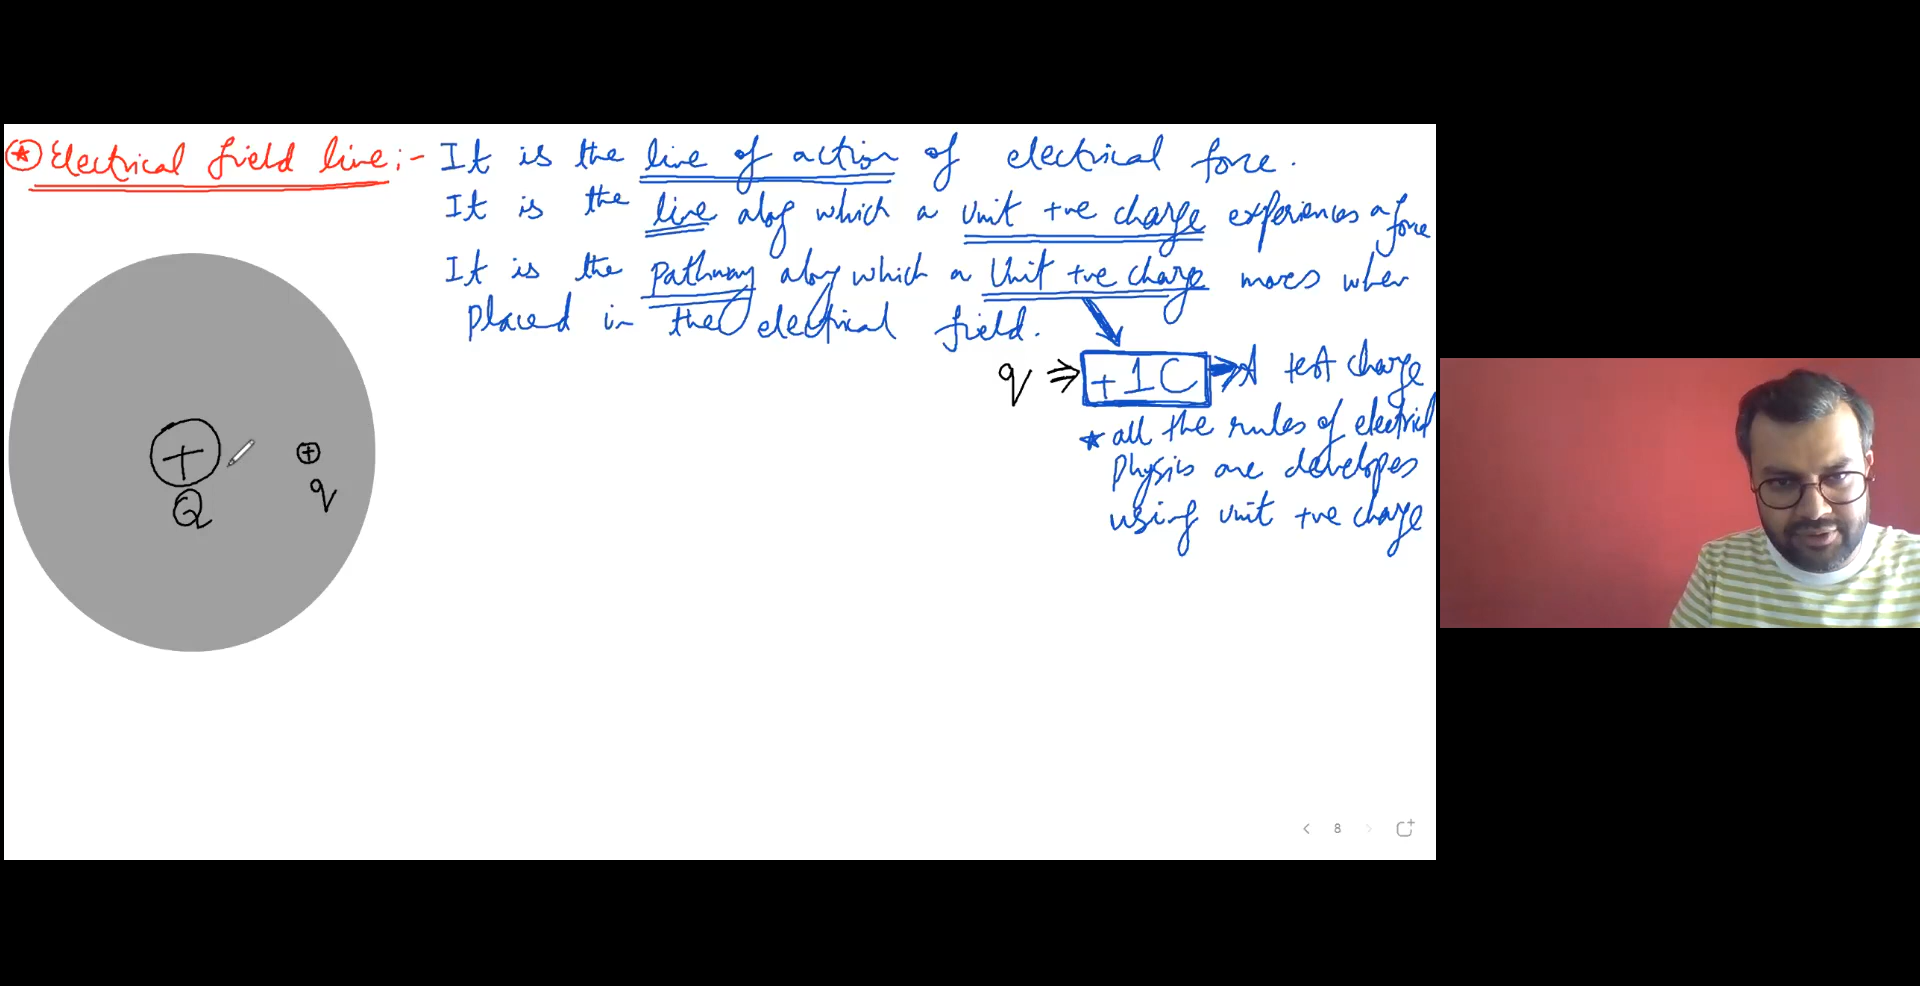 Electrical field line:- It is the line of action of electrical force.
It is the line along which a unit +ve charge experiences a force
It is the pathway along which a Unit +ve charge moves when
placed in the electrical field.
q ⇒ +1C → A test charge
★ all the rules of electrical
physics are developes
using unit +ve charge
+
Q
+
q
< 8 >